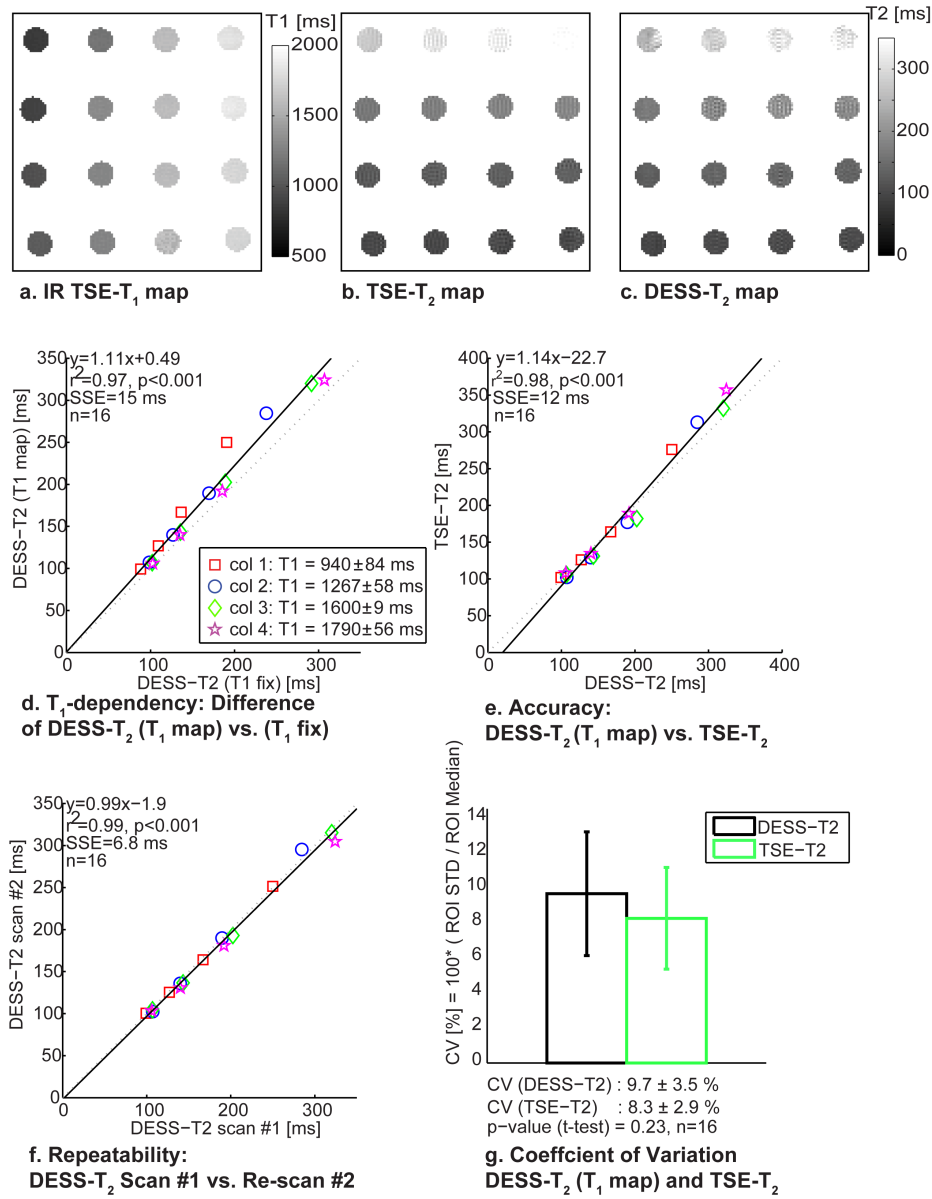 T1 [ms]
2000
1500
1000
500
T2 [ms]
300
200
100
0
a. IR TSE-T1 map
b. TSE-T2 map
c. DESS-T2 map
350
300
250
200
150
100
50
0
y=1.11x+0.49
r2=0.97, p<0.001
SSE=15 ms
n=16
DESS−T2 (T1 map) [ms]
col 1: T1 = 940±84 ms
col 2: T1 = 1267±58 ms
col 3: T1 = 1600±9 ms
col 4: T1 = 1790±56 ms
0 100 200 300
DESS−T2 (T1 fix) [ms]
d. T1-dependency: Difference
of DESS-T2 (T1 map) vs. (T1 fix)
400
350
300
250
200
150
100
50
0
y=1.14x−22.7
r2=0.98, p<0.001
SSE=12 ms
n=16
TSE−T2 [ms]
0 100 200 300 400
DESS−T2 [ms]
e. Accuracy:
DESS-T2 (T1 map) vs. TSE-T2
350
300
250
200
150
100
50
0
y=0.99x−1.9
r2=0.99, p<0.001
SSE=6.8 ms
n=16
DESS−T2 scan #2 [ms]
0 100 200 300
DESS−T2 scan #1 [ms]
f. Repeatability:
DESS-T2 Scan #1 vs. Re-scan #2
14
12
10
8
6
4
2
0
CV [%] = 100* ( ROI STD / ROI Median)
DESS−T2
TSE−T2
CV (DESS−T2) : 9.7 ± 3.5 %
CV (TSE−T2) : 8.3 ± 2.9 %
p−value (t−test) = 0.23, n=16
g. Coeffcient of Variation
DESS-T2 (T1 map) and TSE-T2